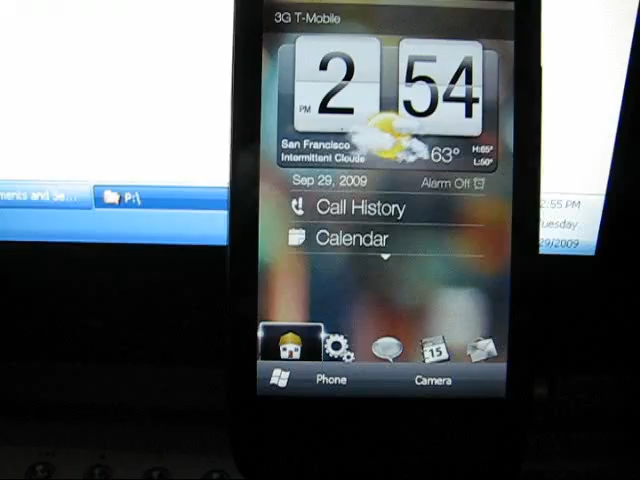 3G T-Mobile
2 54
PM
San Francisco
Intermittent Clouds
63°
H:65°
L:50°
Sep 29, 2009
Alarm Off
Call History
Calendar
15
Phone
Camera
P:\
2:55 PM
uesday
29/2009